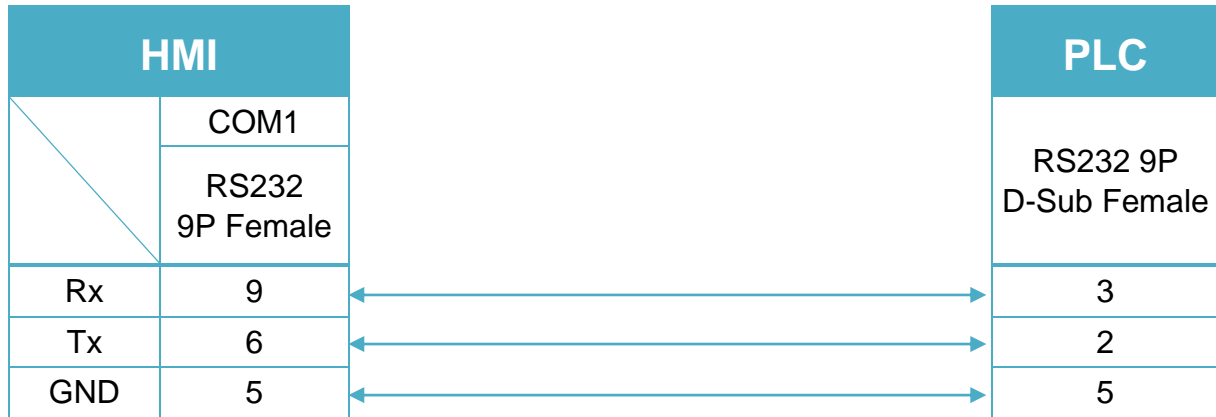 HMI
PLC
COM1
RS232
9P Female
RS232 9P
D-Sub Female
Rx 9 3
Tx 6 2
GND 5 5